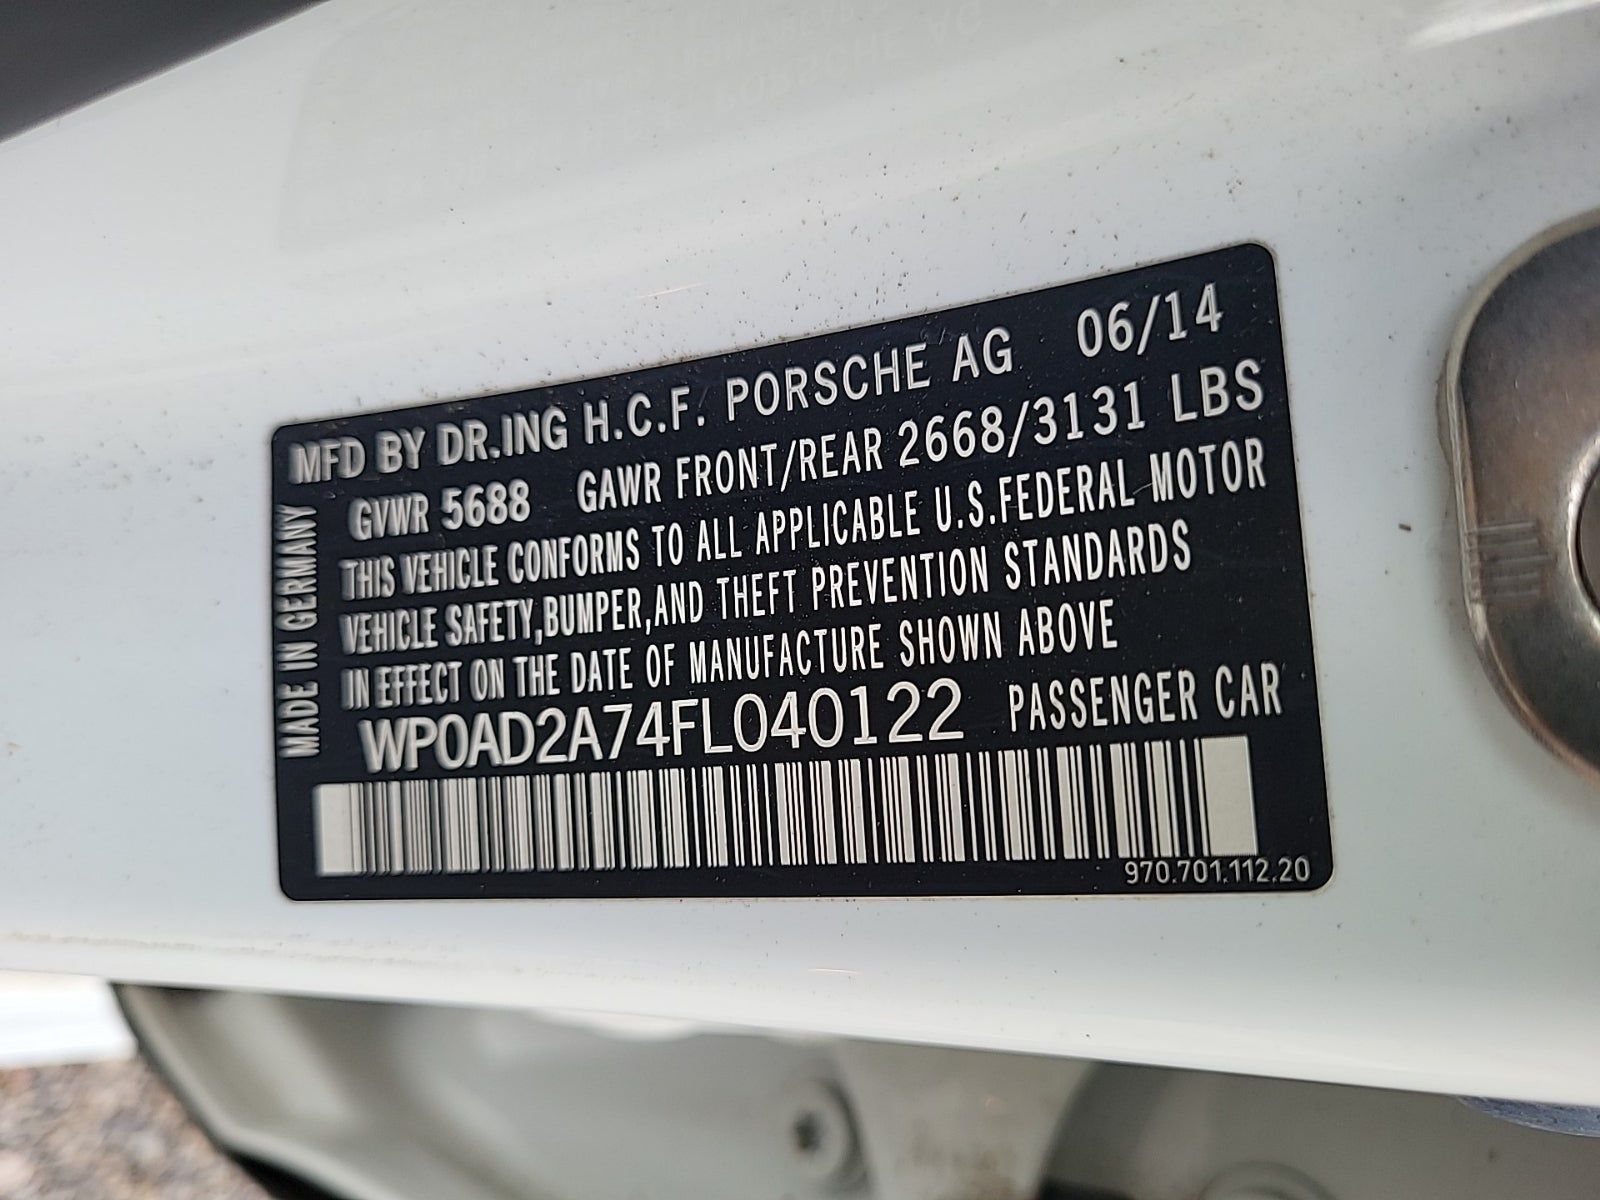 MFD BY DR.ING H.C.F. PORSCHE AG 06/14
GVWR 5688 GAWR FRONT/REAR 2668/3131 LBS
THIS VEHICLE CONFORMS TO ALL APPLICABLE U.S.FEDERAL MOTOR
VEHICLE SAFETY,BUMPER,AND THEFT PREVENTION STANDARDS
IN EFFECT ON THE DATE OF MANUFACTURE SHOWN ABOVE
WP0AD2A74FL040122 PASSENGER CAR
MADE IN GERMANY
970.701.112.20